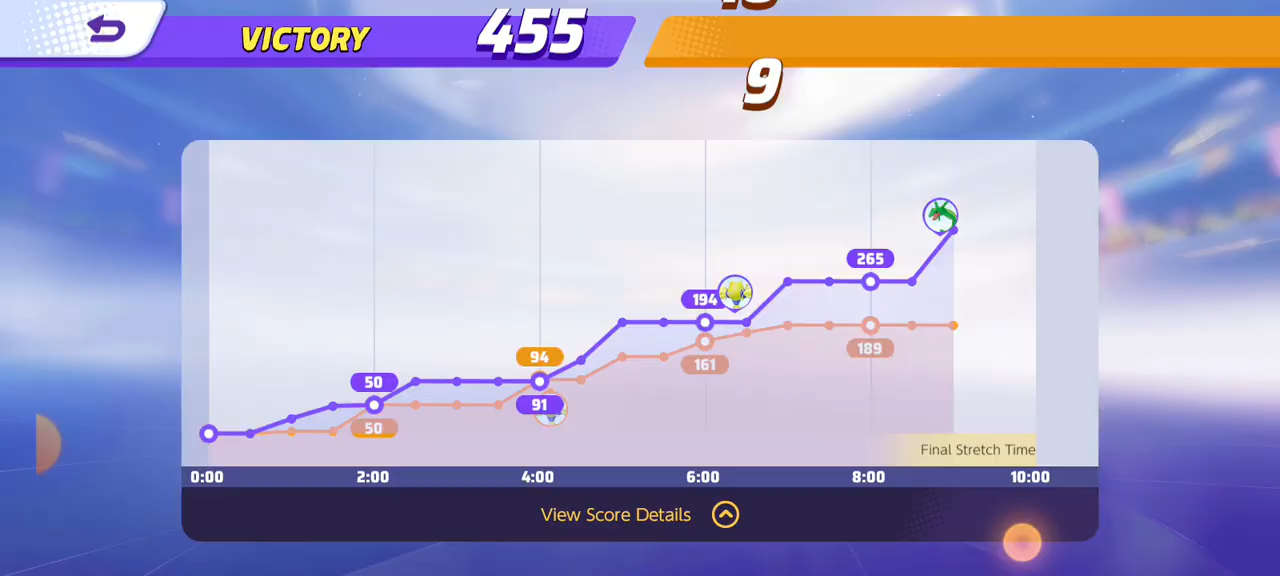 VICTORY 455
9
265
194
189
94
161
50
91
50
Final Stretch Time
0:00 2:00 4:00 6:00 8:00 10:00
View Score Details